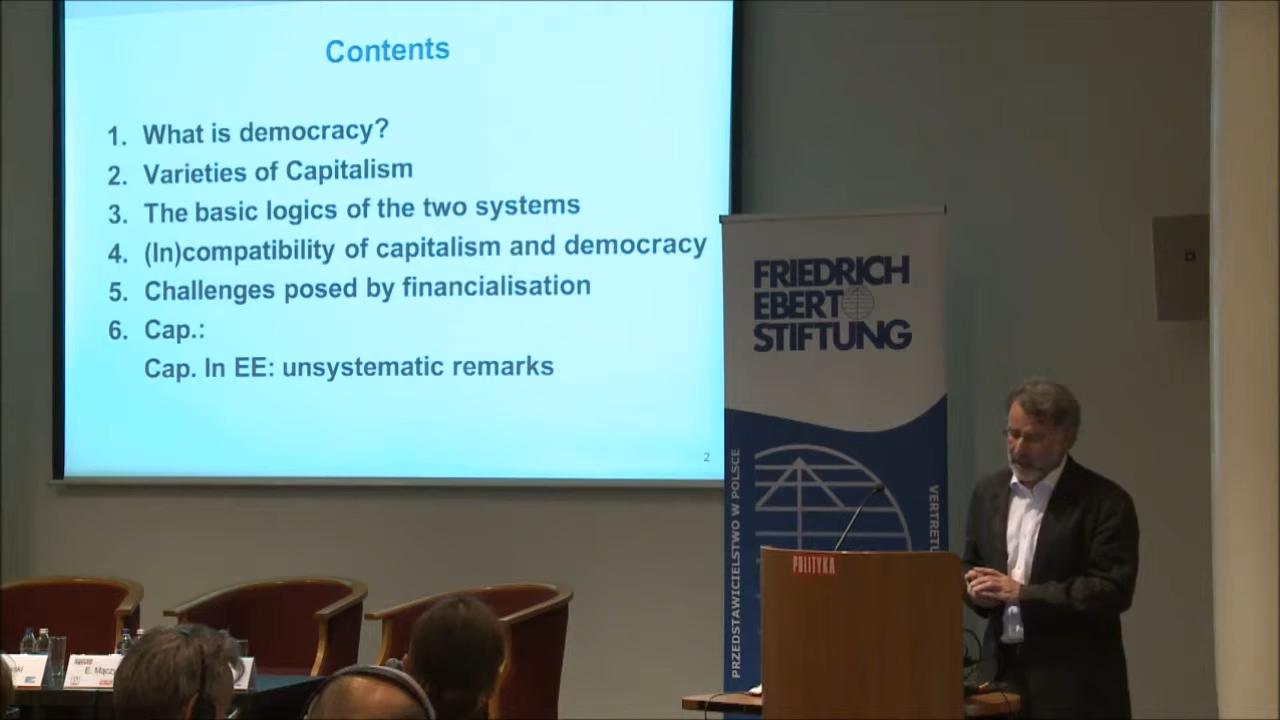 Contents
1. What is democracy?
2. Varieties of Capitalism
3. The basic logics of the two systems
4. (In)compatibility of capitalism and democracy
5. Challenges posed by financialisation
6. Cap.:
Cap. In EE: unsystematic remarks
2
FRIEDRICH
EBERT
STIFTUNG
PRZEDSTAWICIELSTWO W POLSCE
VERTRETU
POLITYKA